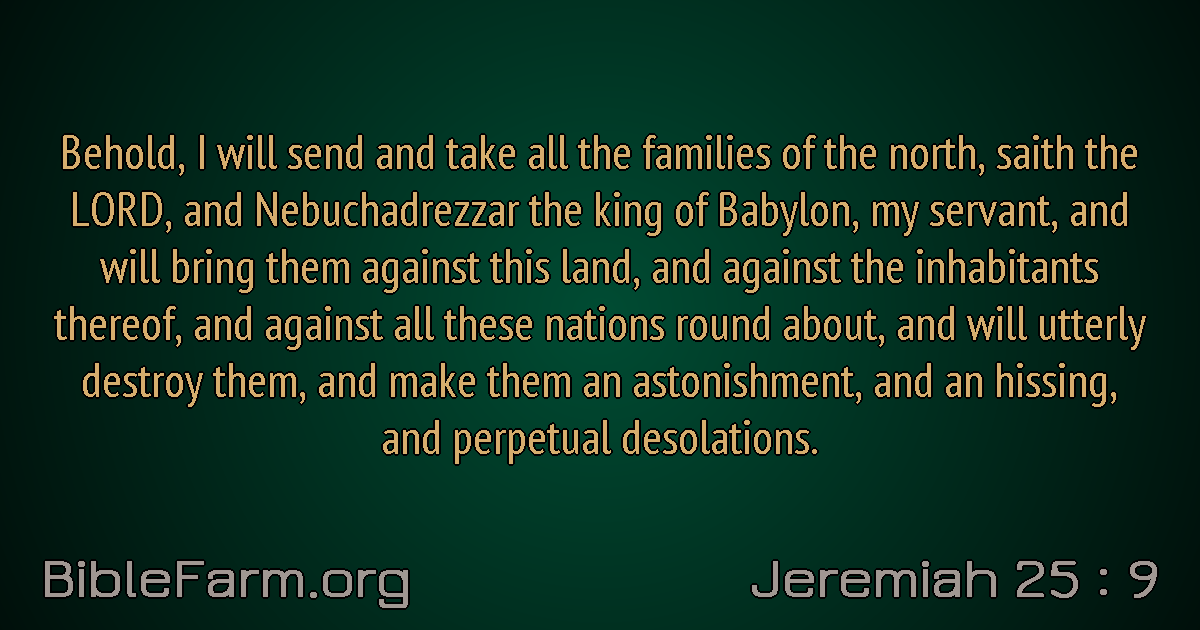 Behold, I will send and take all the families of the north, saith the
LORD, and Nebuchadrezzar the king of Babylon, my servant, and
will bring them against this land, and against the inhabitants
thereof, and against all these nations round about, and will utterly
destroy them, and make them an astonishment, and an hissing,
and perpetual desolations.
BibleFarm.org
Jeremiah 25 : 9